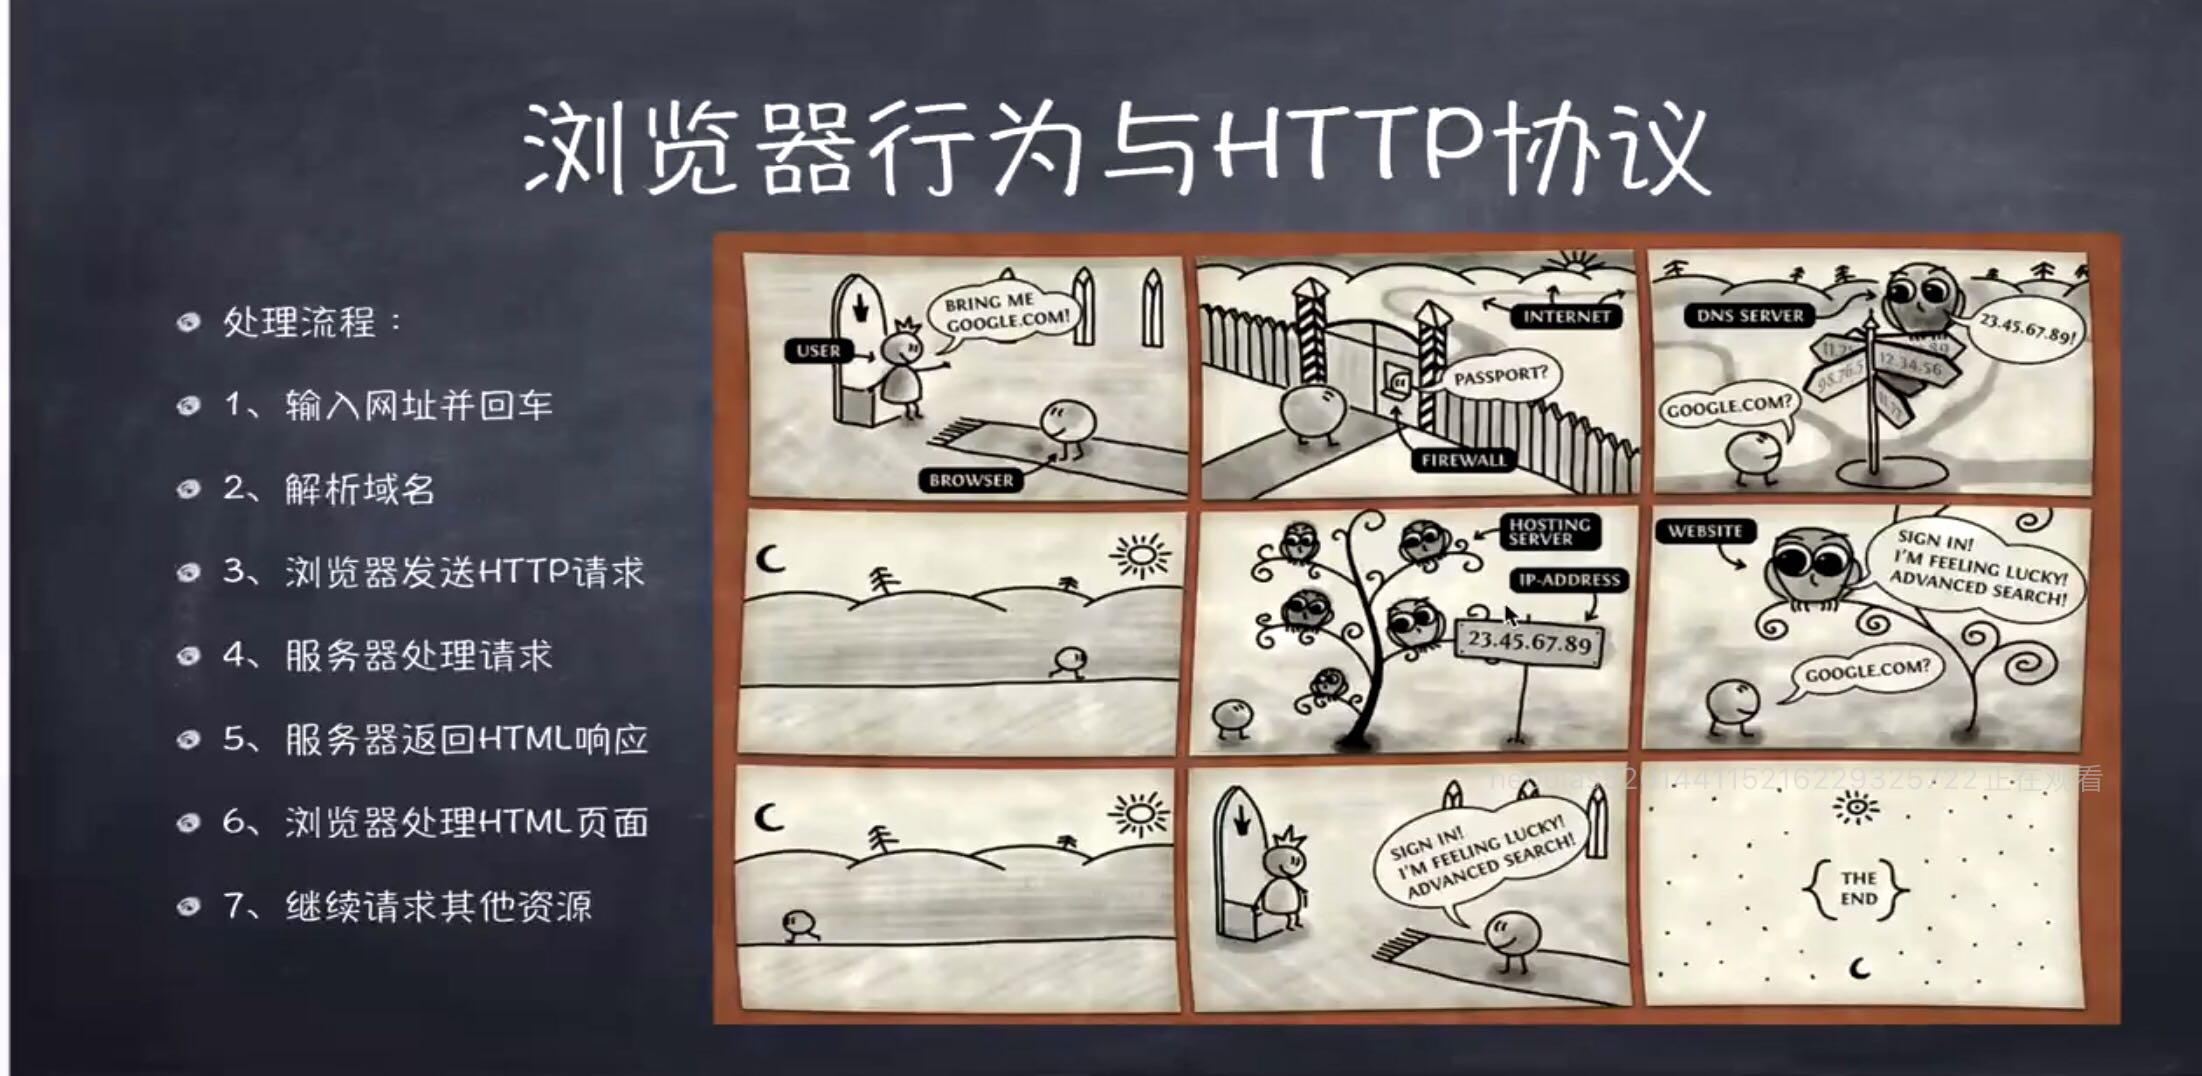 浏览器行为与HTTP协议
处理流程：
1、输入网址并回车
2、解析域名
3、浏览器发送HTTP请求
4、服务器处理请求
5、服务器返回HTML响应
6、浏览器处理HTML页面
7、继续请求其他资源
BRING ME
GOOGLE.COM!
USER
BROWSER
INTERNET
PASSPORT?
FIREWALL
DNS SERVER
23.45.67.89!
12.34.56
GOOGLE.COM?
HOSTING
SERVER
IP-ADDRESS
23.45.67.89
WEBSITE
SIGN IN!
I'M FEELING LUCKY!
ADVANCED SEARCH!
GOOGLE.COM?
正在观看
SIGN IN!
I'M FEELING LUCKY!
ADVANCED SEARCH!
THE
END